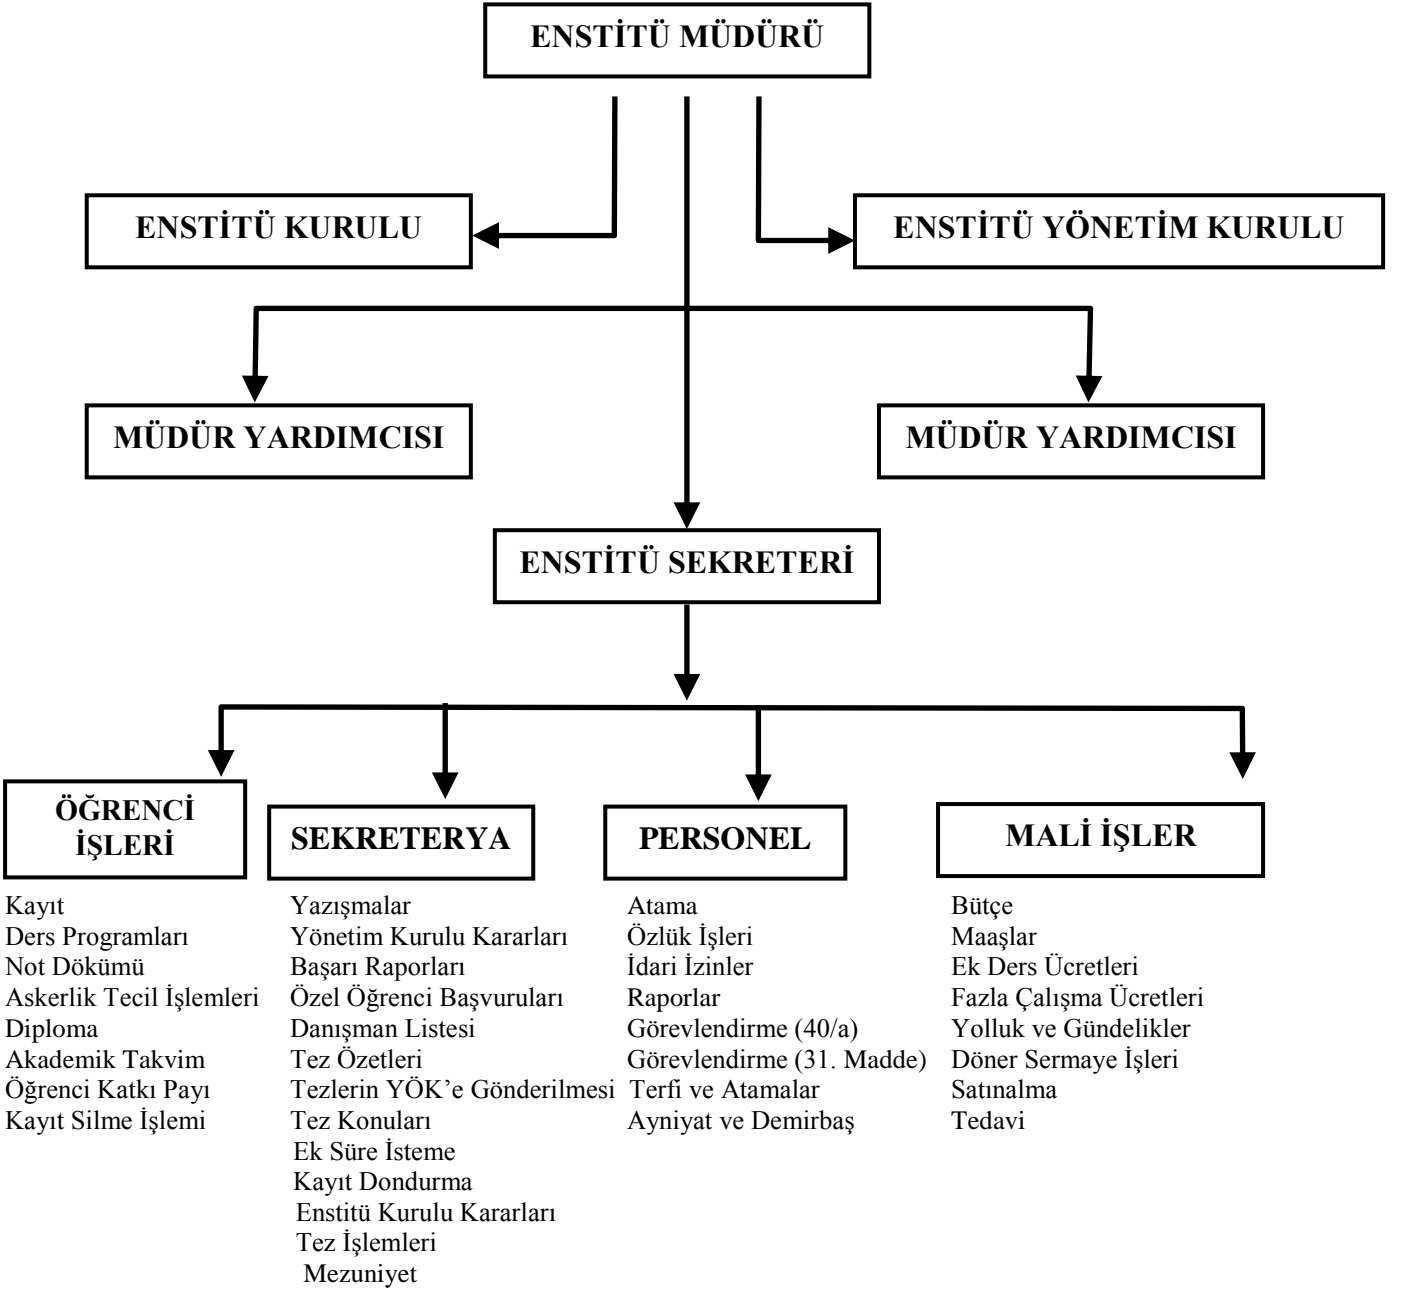 ENSTİTÜ MÜDÜRÜ
ENSTİTÜ KURULU
ENSTİTÜ YÖNETİM KURULU
MÜDÜR YARDIMCISI
MÜDÜR YARDIMCISI
ENSTİTÜ SEKRETERİ
ÖĞRENCİ
İŞLERİ
Kayıt
Ders Programları
Not Dökümü
Askerlik Tecil İşlemleri
Diploma
Akademik Takvim
Öğrenci Katkı Payı
Kayıt Silme İşlemi
SEKRETERYA
Yazışmalar
Yönetim Kurulu Kararları
Başarı Raporları
Özel Öğrenci Başvuruları
Danışman Listesi
Tez Özetleri
Tezlerin YÖK’e Gönderilmesi
Tez Konuları
Ek Süre İsteme
Kayıt Dondurma
Enstitü Kurulu Kararları
Tez İşlemleri
Mezuniyet
PERSONEL
Atama
Özlük İşleri
İdari İzinler
Raporlar
Görevlendirme (40/a)
Görevlendirme (31. Madde)
Terfi ve Atamalar
Ayniyat ve Demirbaş
MALİ İŞLER
Bütçe
Maaşlar
Ek Ders Ücretleri
Fazla Çalışma Ücretleri
Yolluk ve Gündelikler
Döner Sermaye İşleri
Satınalma
Tedavi